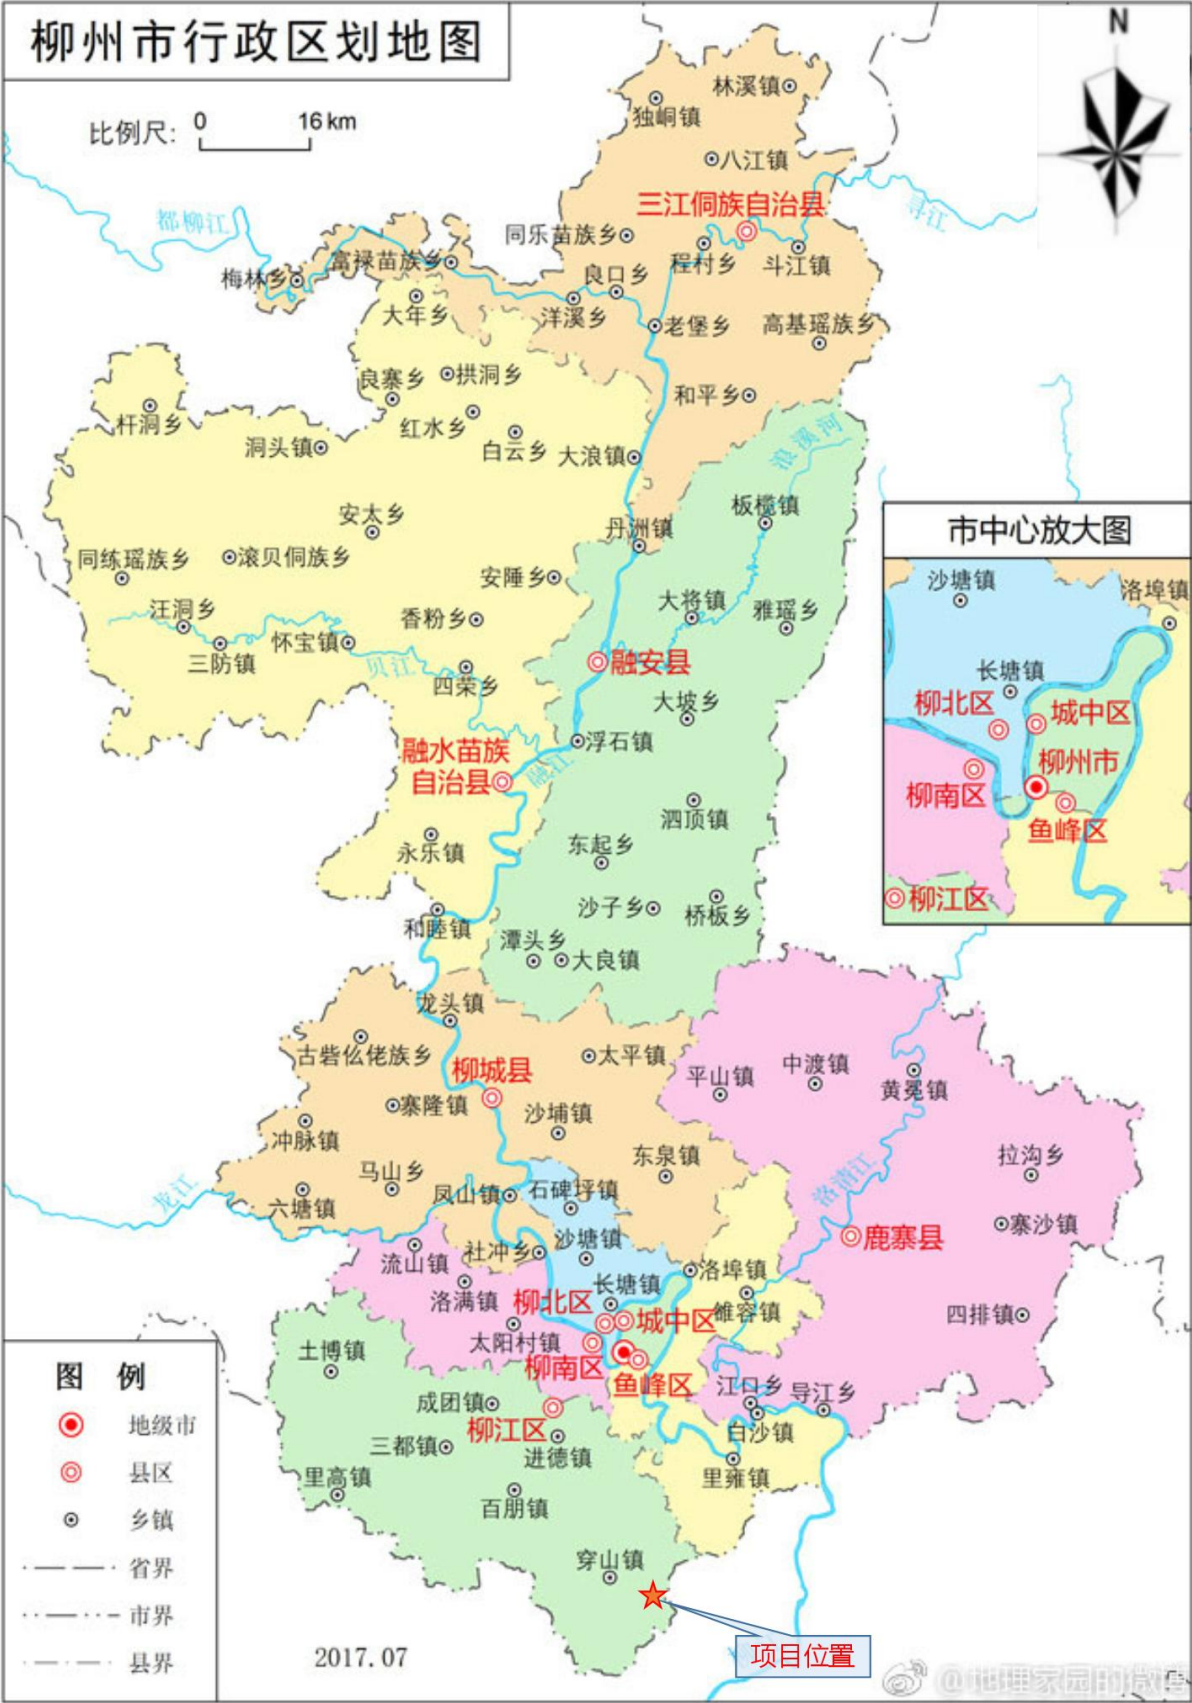 柳州市行政区划地图
比例尺:
0
16 km
N
林溪镇
独峒镇
八江镇
三江侗族自治县
寻江
都柳江
同乐苗族乡
程村乡
斗江镇
富禄苗族乡
梅林乡
良口乡
大年乡
洋溪乡
老堡乡
高基瑶族乡
良寨乡
拱洞乡
和平乡
杆洞乡
红水乡
洞头镇
白云乡
大浪镇
浪溪河
板榄镇
安太乡
丹洲镇
同练瑶族乡
滚贝侗族乡
安陲乡
大将镇
雅瑶乡
汪洞乡
香粉乡
怀宝镇
三防镇
贝江
四荣乡
融安县
大坡乡
浮石镇
融水苗族
自治县
融江
泗顶镇
永乐镇
东起乡
沙子乡
桥板乡
和睦镇
潭头乡
大良镇
市中心放大图
沙塘镇
洛埠镇
长塘镇
柳北区
城中区
柳州市
柳南区
鱼峰区
柳江区
龙头镇
古砦仫佬族乡
太平镇
柳城县
平山镇
中渡镇
黄冕镇
寨隆镇
沙埔镇
冲脉镇
东泉镇
拉沟乡
马山乡
龙江
六塘镇
凤山镇
石碑坪镇
洛清江
寨沙镇
鹿寨县
流山镇
社冲乡
沙塘镇
洛埠镇
长塘镇
洛满镇
柳北区
城中区
雒容镇
四排镇
太阳村镇
土博镇
柳南区
鱼峰区
江口乡
导江乡
成团镇
柳江区
白沙镇
三都镇
进德镇
里雍镇
里高镇
百朋镇
穿山镇
项目位置
图 例
地级市
县区
乡镇
省界
市界
县界
2017.07
@地理家园的微博